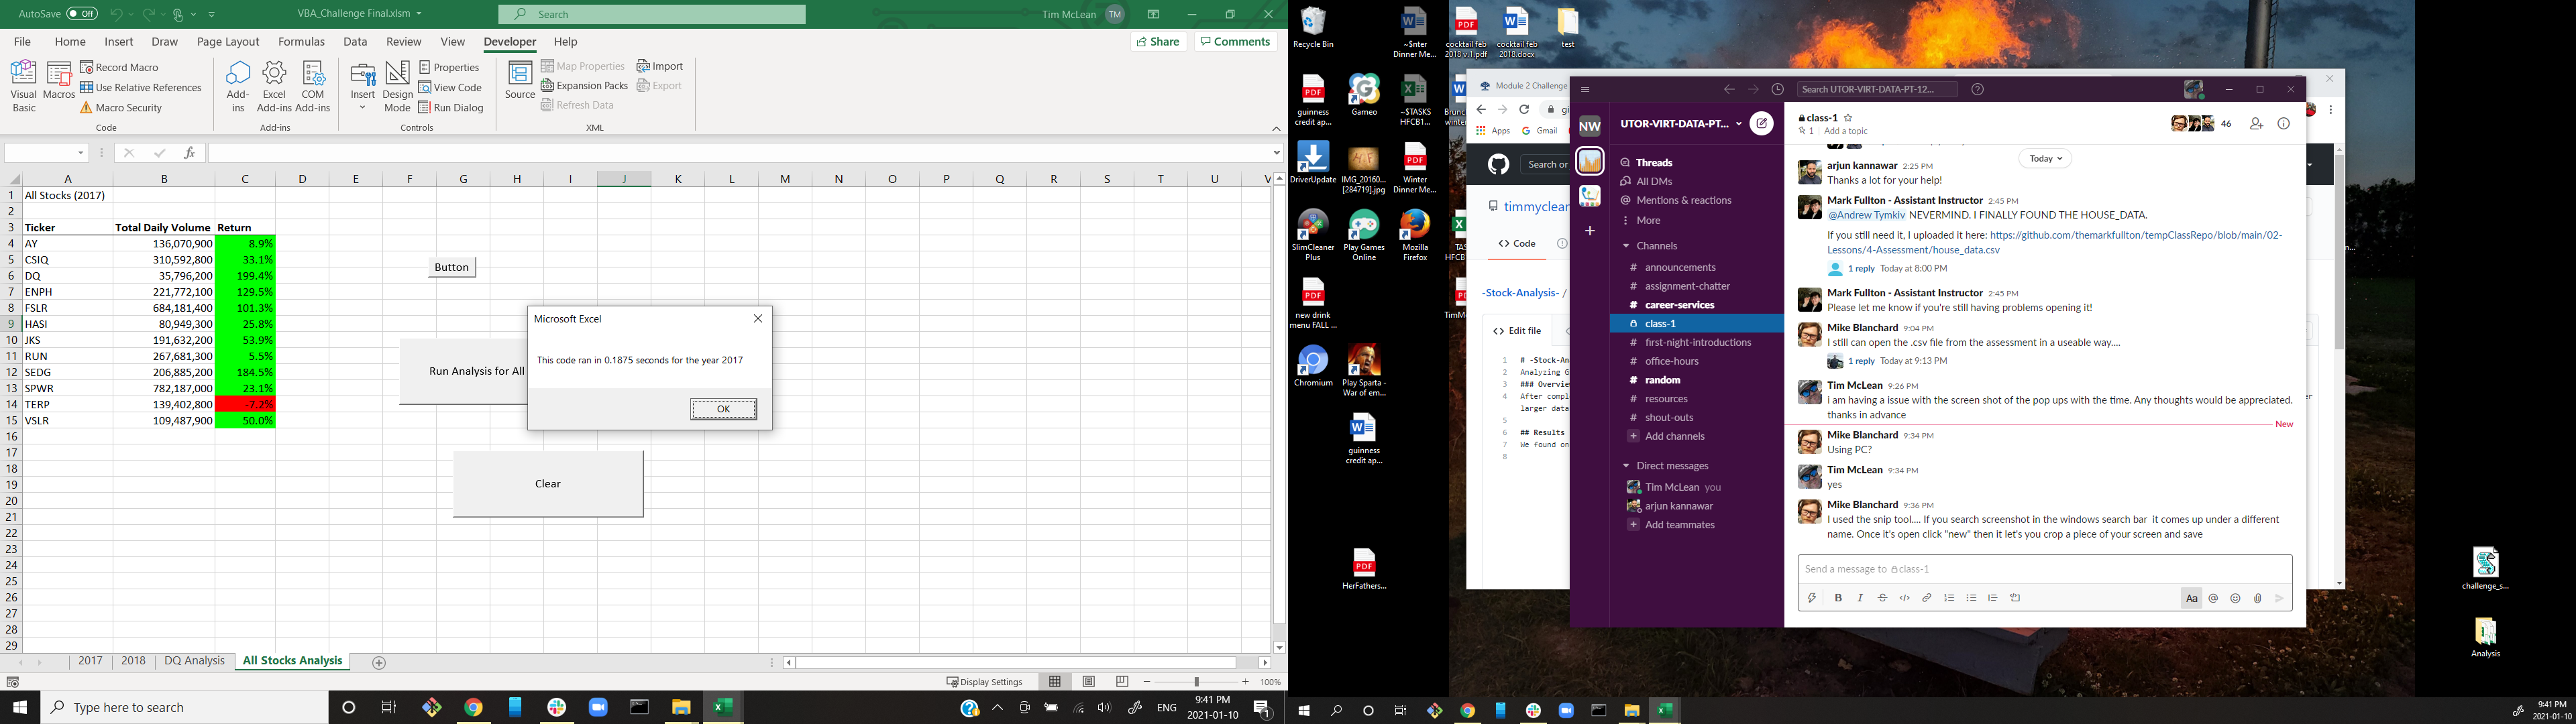 AutoSave Off
VBA_Challenge Final.xlsm
Search
Tim McLean TM
File Home Insert Draw Page Layout Formulas Data Review View Developer Help
Share Comments
Visual Basic
Macros
Record Macro
Use Relative References
Macro Security
Code
Add-ins
Excel Add-ins
COM Add-ins
Add-ins
Insert
Design Mode
Properties
View Code
Run Dialog
Controls
Source
Map Properties
Expansion Packs
Refresh Data
Import
Export
XML
fx
A B C D E F G H I J K L M N O P Q R S T U V
1 All Stocks (2017)
2
3 Ticker Total Daily Volume Return
4 AY 136,070,900 8.9%
5 CSIQ 310,592,800 33.1%
6 DQ 35,796,200 199.4%
7 ENPH 221,772,100 129.5%
8 FSLR 684,181,400 101.3%
9 HASI 80,949,300 25.8%
10 JKS 191,632,200 53.9%
11 RUN 267,681,300 5.5%
12 SEDG 206,885,200 184.5%
13 SPWR 782,187,000 23.1%
14 TERP 139,402,800 -7.2%
15 VSLR 109,487,900 50.0%
16
17
18
19
20
21
22
23
24
25
26
27
28
29
Button
Run Analysis for All
Clear
Microsoft Excel
This code ran in 0.1875 seconds for the year 2017
OK
2017 2018 DQ Analysis All Stocks Analysis
Display Settings
100%
Type here to search
ENG
9:41 PM
2021-01-10
1
Recycle Bin
~$nter Dinner Me...
guinness credit ap...
Gameo
~$TASKS HFCB1...
DriverUpdate
IMG_20160... [284719].jpg
Winter Dinner Me...
SlimCleaner Plus
Play Games Online
Mozilla Firefox
new drink menu FALL ...
Chromium
Play Sparta - War of em...
guinness credit ap...
HerFathers...
cocktail feb 2018 v.1.pdf
cocktail feb 2018.docx
test
Module 2 Challenge
Apps
Gmail
Search or
timmyclean
Code
-Stock-Analysis- /
Edit file
1 # -Stock-An
2 Analyzing G
3 ### Overview
4 After compl
larger data
5
6 ## Results
7 We found on
8
Search UTOR-VIRT-DATA-PT-12...
NW
UTOR-VIRT-DATA-PT...
Threads
All DMs
Mentions & reactions
More
Channels
# announcements
# assignment-chatter
# career-services
class-1
# first-night-introductions
# office-hours
# random
# resources
# shout-outs
Add channels
Direct messages
Tim McLean you
arjun kannawar
Add teammates
class-1
1 Add a topic
46
Today
arjun kannawar 2:25 PM
Thanks a lot for your help!
Mark Fullton - Assistant Instructor 2:45 PM
@Andrew Tymkiv NEVERMIND. I FINALLY FOUND THE HOUSE_DATA.
If you still need it, I uploaded it here: https://github.com/themarkfullton/tempClassRepo/blob/main/02-
Lessons/4-Assessment/house_data.csv
1 reply Today at 8:00 PM
Mark Fullton - Assistant Instructor 2:45 PM
Please let me know if you're still having problems opening it!
Mike Blanchard 9:04 PM
I still can open the .csv file from the assessment in a useable way....
1 reply Today at 9:13 PM
Tim McLean 9:26 PM
i am having a issue with the screen shot of the pop ups with the time. Any thoughts would be appreciated.
thanks in advance
New
Mike Blanchard 9:34 PM
Using PC?
Tim McLean 9:34 PM
yes
Mike Blanchard 9:36 PM
I used the snip tool.... If you search screenshot in the windows search bar it comes up under a different
name. Once it's open click "new" then it let's you crop a piece of your screen and save
Send a message to class-1
Aa
challenge_s...
Analysis
9:41 PM
2021-01-10